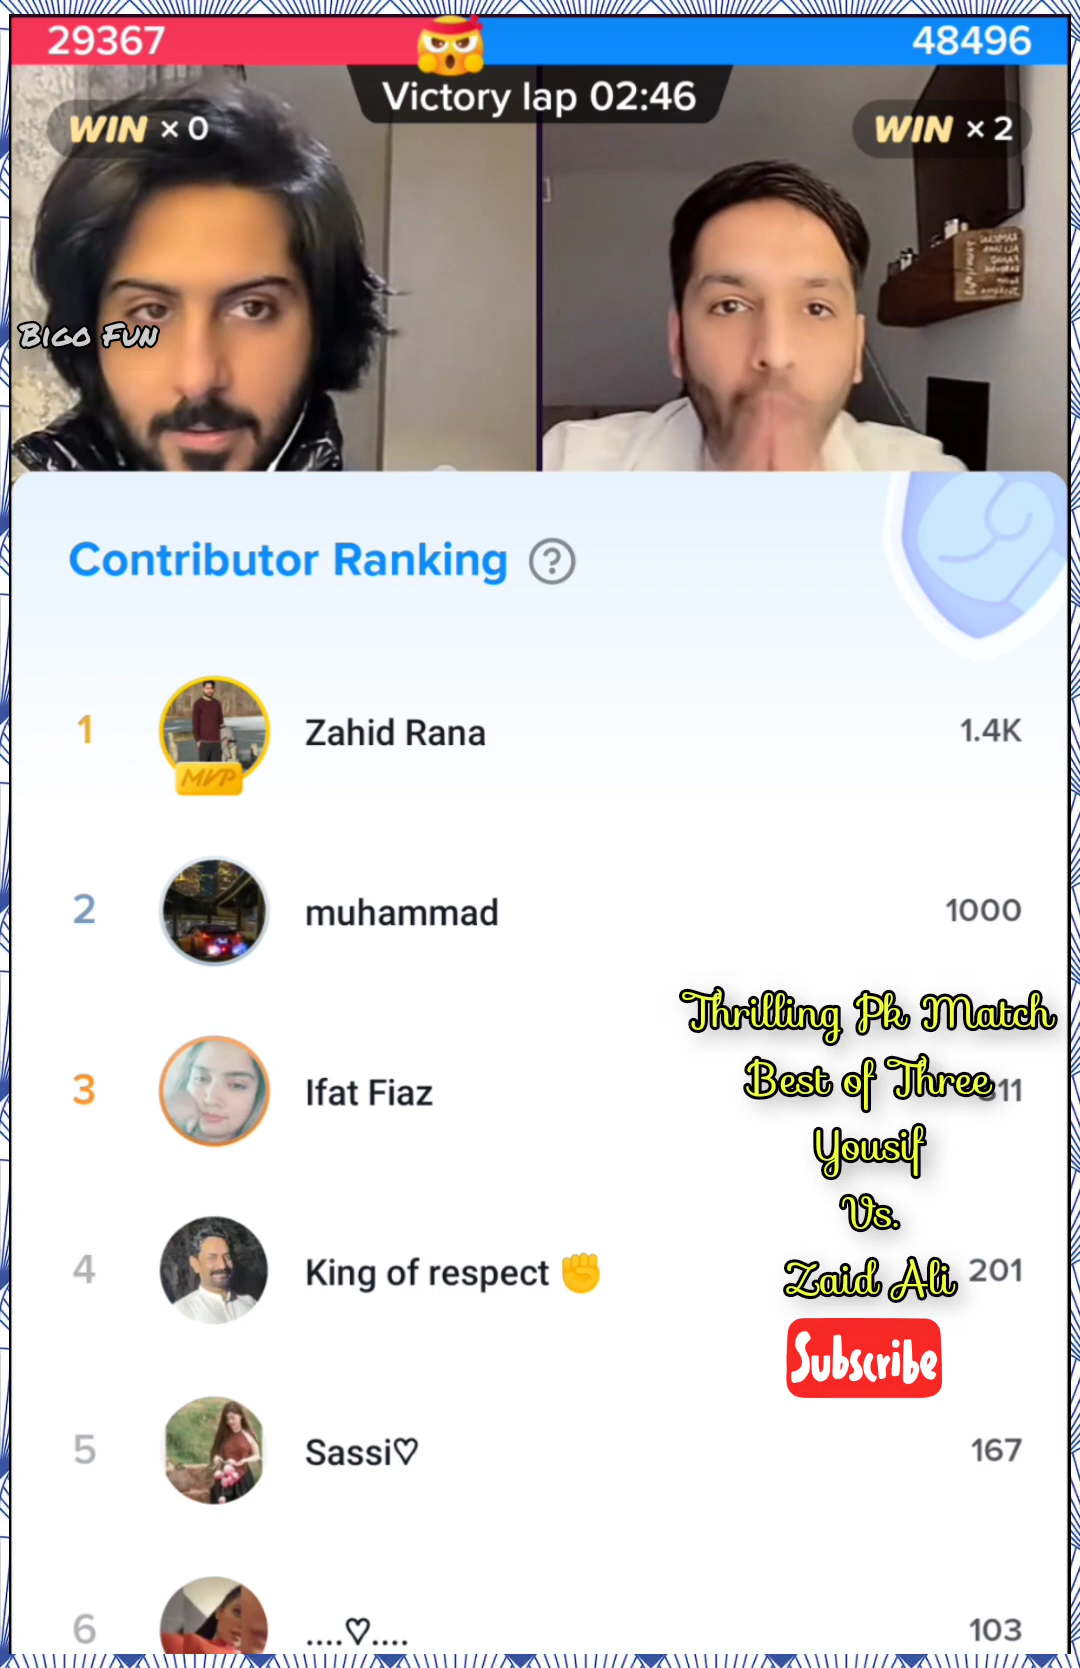 29367
48496
Victory lap 02:46
WIN × 0
WIN × 2
Bigo Fun
Contributor Ranking ?
1
Zahid Rana
1.4K
MVP
2
muhammad
1000
3
Ifat Fiaz
11
4
King of respect ✊
201
5
Sassi♡
167
6
....♡....
103
Thrilling Pk Match
Best of Three
Yousif
Vs.
Zaid Ali
Subscribe